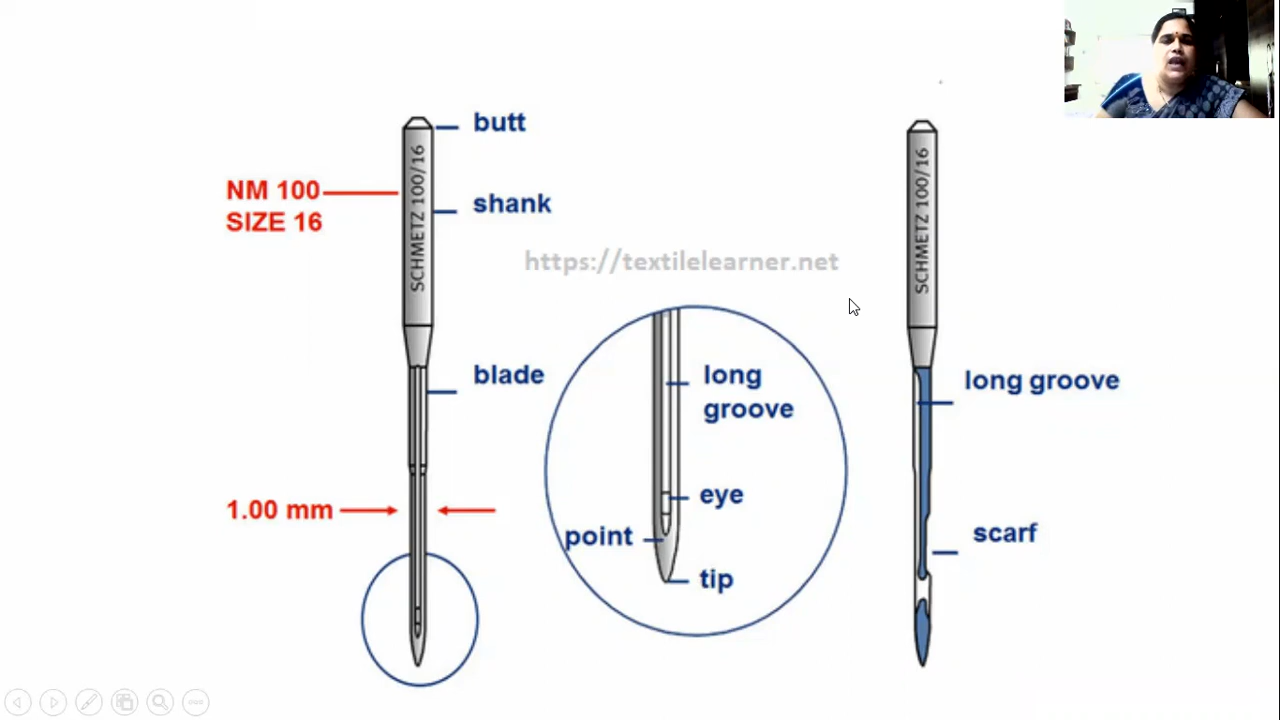 butt
NM 100
SIZE 16
SCHMETZ 100/16
shank
https://textilelearner.net
SCHMETZ 100/16
blade
long
groove
long groove
eye
1.00 mm
point
scarf
tip